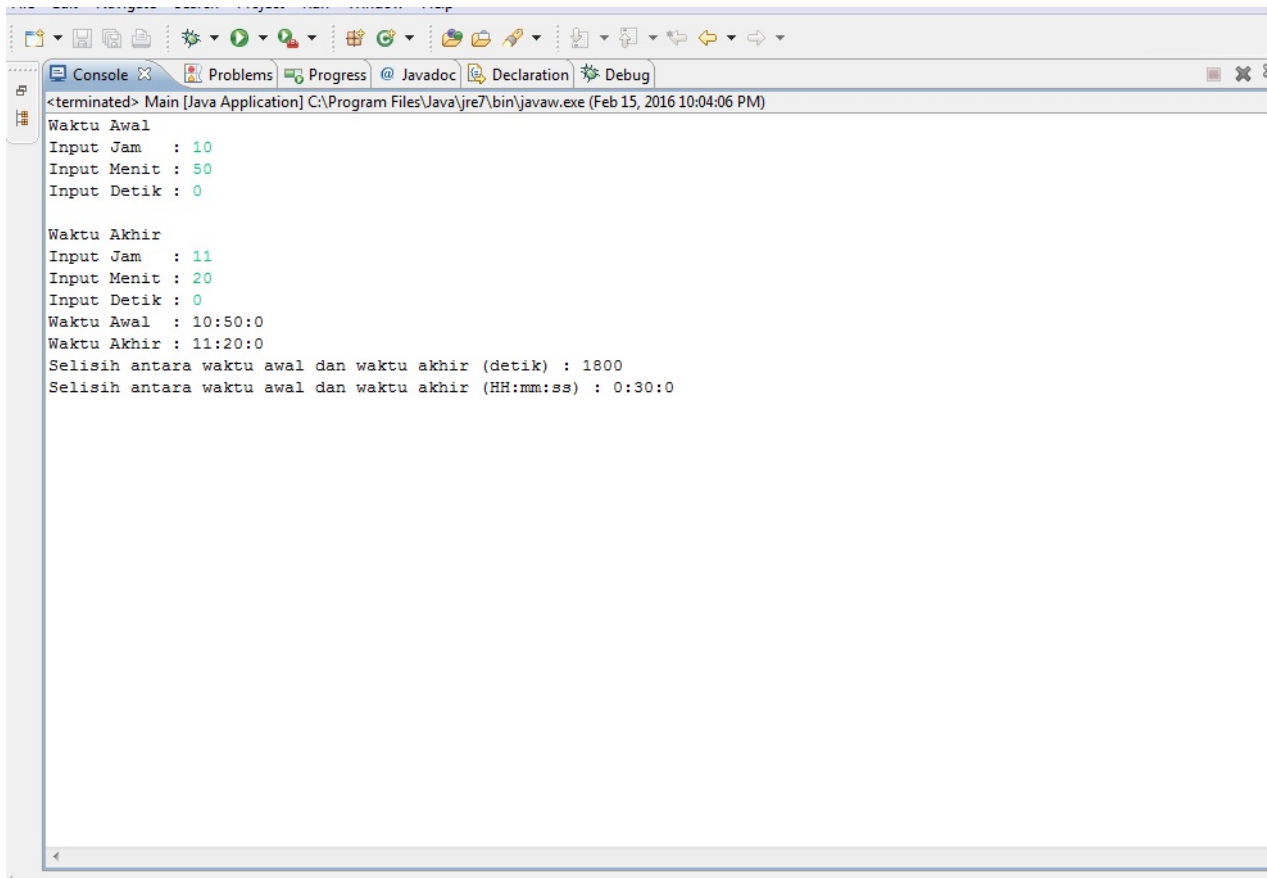 Console Problems Progress @ Javadoc Declaration Debug
<terminated> Main [Java Application] C:\Program Files\Java\jre7\bin\javaw.exe (Feb 15, 2016 10:04:06 PM)
Waktu Awal
Input Jam   : 10
Input Menit : 50
Input Detik : 0
Waktu Akhir
Input Jam   : 11
Input Menit : 20
Input Detik : 0
Waktu Awal  : 10:50:0
Waktu Akhir : 11:20:0
Selisih antara waktu awal dan waktu akhir (detik) : 1800
Selisih antara waktu awal dan waktu akhir (HH:mm:ss) : 0:30:0